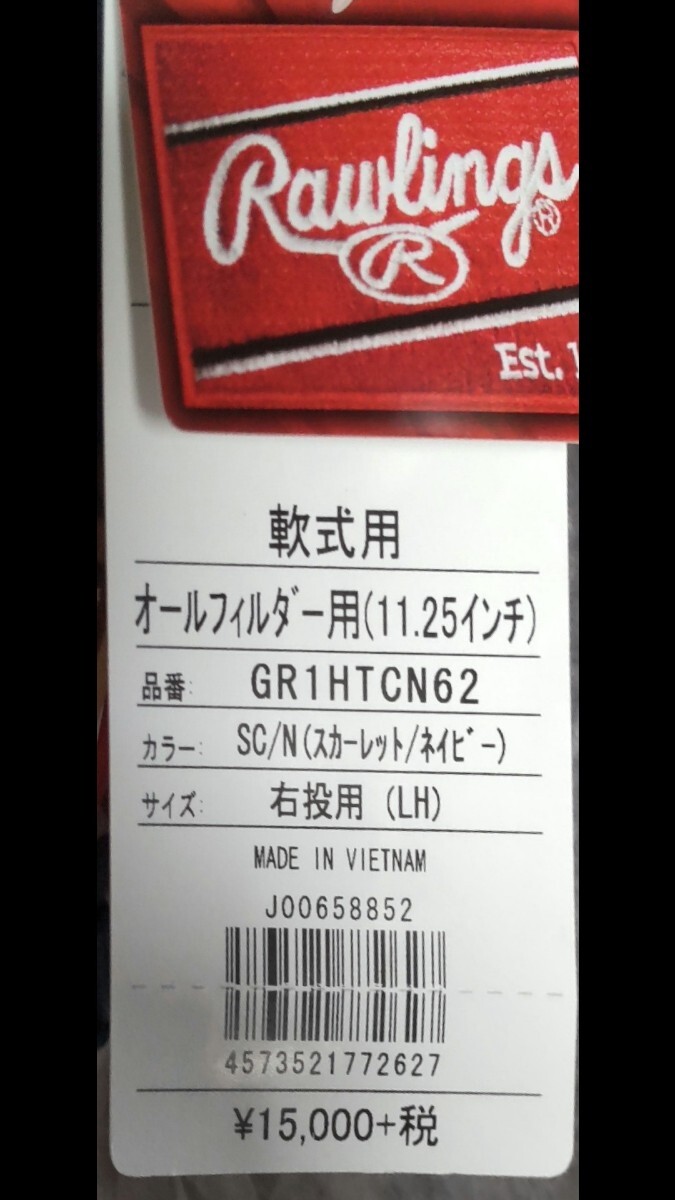 Rawlings®
R
Est.
軟式用
オールフィルダー用(11.25インチ)
品番: GR1HTCN62
カラー: SC/N(スカーレット/ネイビー)
サイズ: 右投用 (LH)
MADE IN VIETNAM
J00658852
4573521772627
¥15,000+税